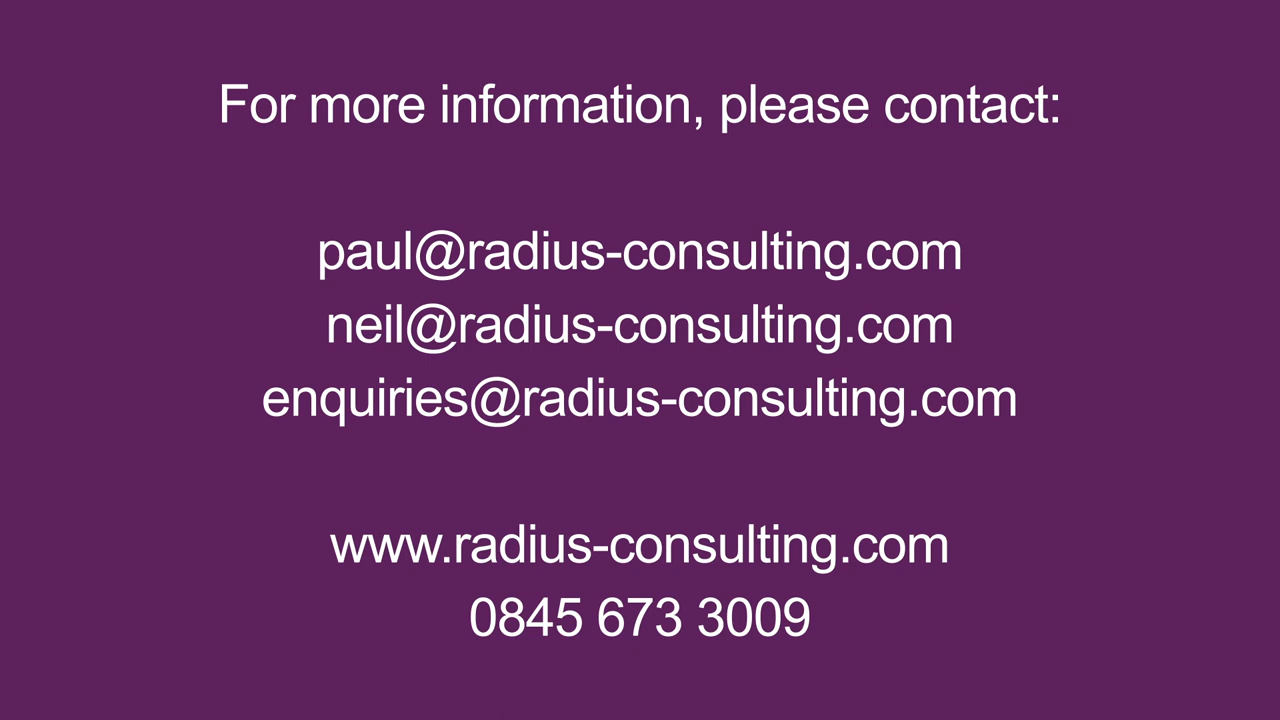 For more information, please contact:
paul@radius-consulting.com
neil@radius-consulting.com
enquiries@radius-consulting.com
www.radius-consulting.com
0845 673 3009